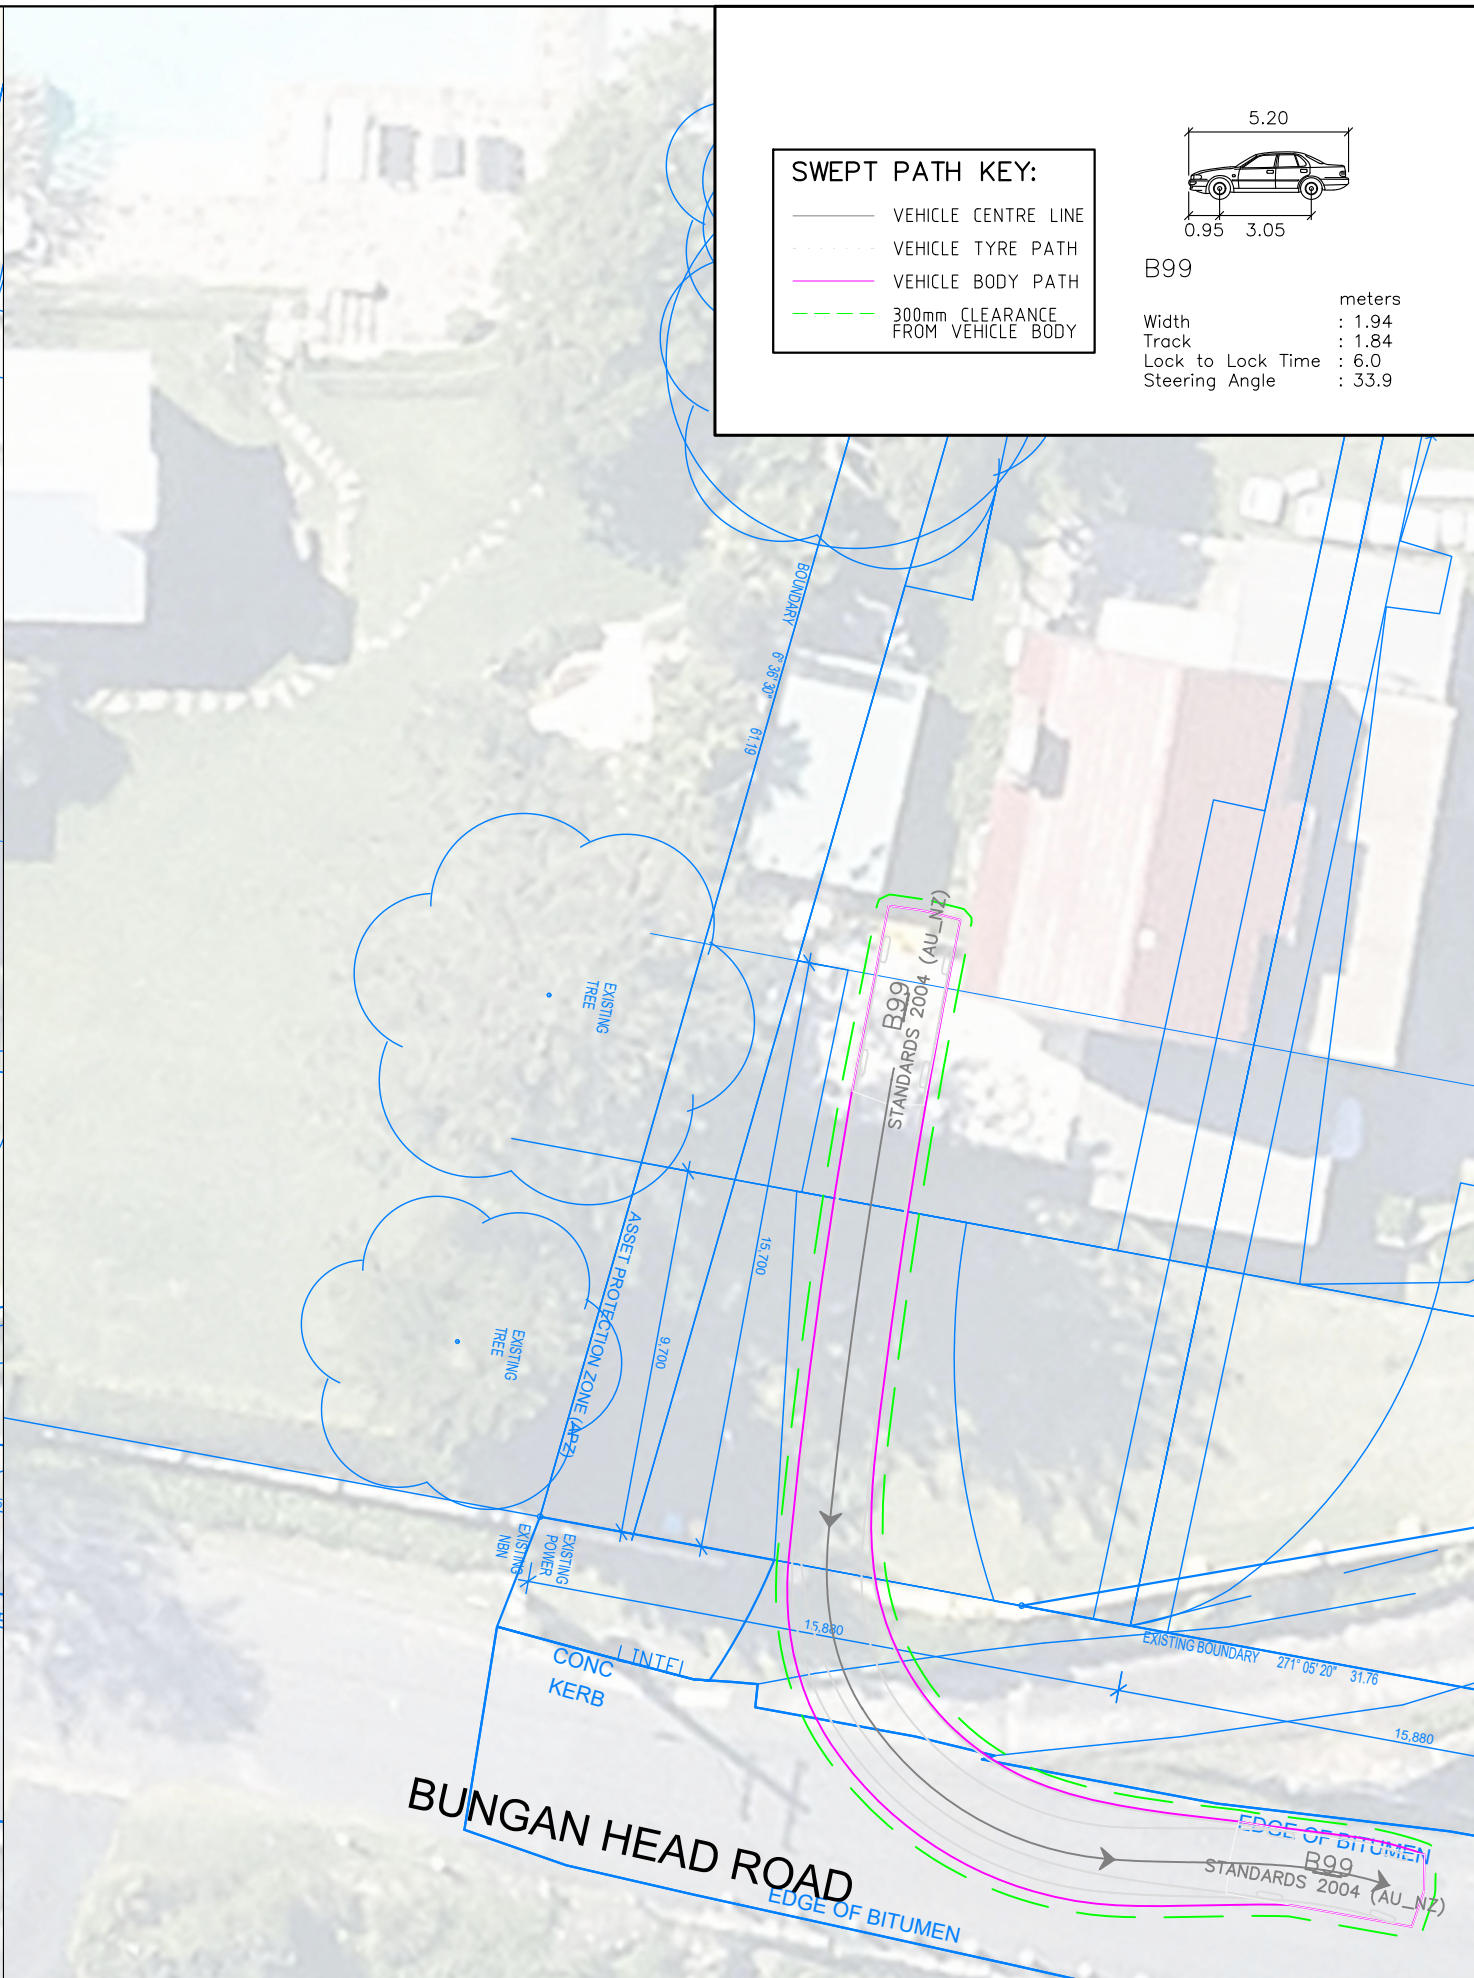 5.20
SWEPT PATH KEY:
VEHICLE CENTRE LINE
VEHICLE TYRE PATH
VEHICLE BODY PATH
300mm CLEARANCE
FROM VEHICLE BODY
0.95 3.05
B99
meters
Width : 1.94
Track : 1.84
Lock to Lock Time : 6.0
Steering Angle : 33.9
BOUNDARY
6° 36' 30"
61.19
B99
STANDARDS 2004 (AU_NZ)
EXISTING
TREE
ASSET PROTECTION ZONE (APZ)
15,700
9,700
EXISTING
TREE
EXISTING
NBN
EXISTING
POWER
15,880
EXISTING BOUNDARY 271° 05' 20" 31.76
LINTEL
CONC
KERB
15,880
BUNGAN HEAD ROAD
EDGE OF BITUMEN
B99
STANDARDS 2004 (AU_NZ)
EDGE OF BITUMEN